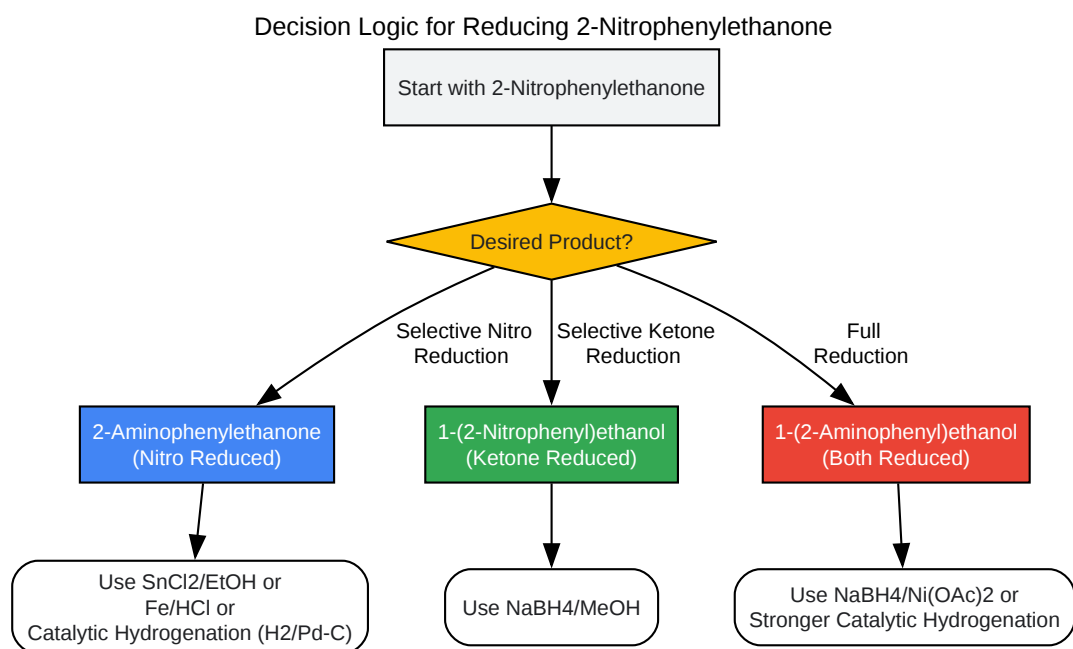 Decision Logic for Reducing 2-Nitrophenylethanone
Start with 2-Nitrophenylethanone
Desired Product?
Selective Nitro
Reduction
Selective Ketone
Reduction
Full
Reduction
2-Aminophenylethanone
(Nitro Reduced)
1-(2-Nitrophenyl)ethanol
(Ketone Reduced)
1-(2-Aminophenyl)ethanol
(Both Reduced)
Use SnCl2/EtOH or
Fe/HCl or
Catalytic Hydrogenation (H2/Pd-C)
Use NaBH4/MeOH
Use NaBH4/Ni(OAc)2 or
Stronger Catalytic Hydrogenation